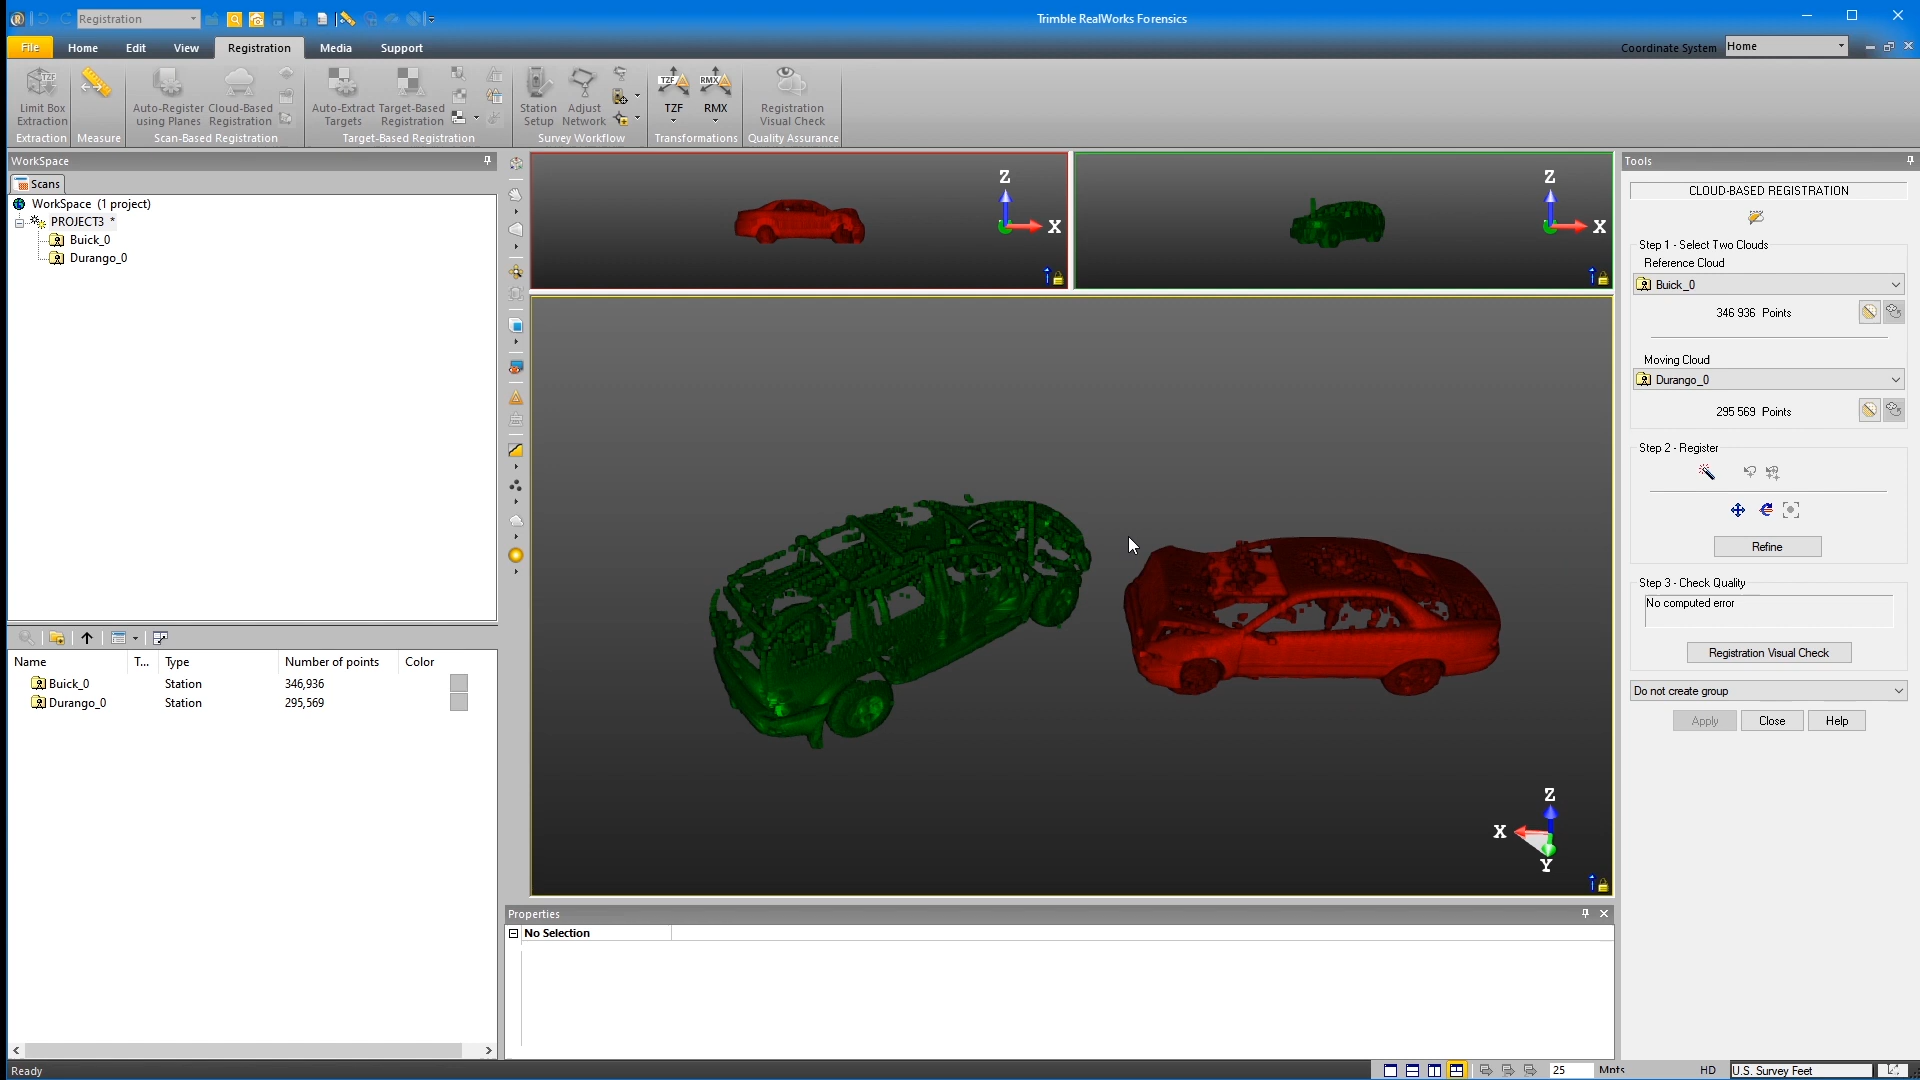 Registration
Trimble RealWorks Forensics
File
Home
Edit
View
Registration
Media
Support
Coordinate System
Home
Limit Box
Extraction
Extraction
Measure
Auto-Register
using Planes
Cloud-Based
Registration
Scan-Based Registration
Auto-Extract
Targets
Target-Based
Registration
Target-Based Registration
Station
Setup
Adjust
Network
Survey Workflow
TZF
RMX
Transformations
Registration
Visual Check
Quality Assurance
WorkSpace
Scans
WorkSpace (1 project)
PROJECT3 *
Buick_0
Durango_0
Name
T...
Type
Number of points
Color
Buick_0
Station
346,936
Durango_0
Station
295,569
Z
X
Z
X
Z
X
Y
Properties
No Selection
Tools
CLOUD-BASED REGISTRATION
Step 1 - Select Two Clouds
Reference Cloud
Buick_0
346 936 Points
Moving Cloud
Durango_0
295 569 Points
Step 2 - Register
Refine
Step 3 - Check Quality
No computed error
Registration Visual Check
Do not create group
Apply
Close
Help
Ready
25
Mpts
HD
U.S. Survey Feet